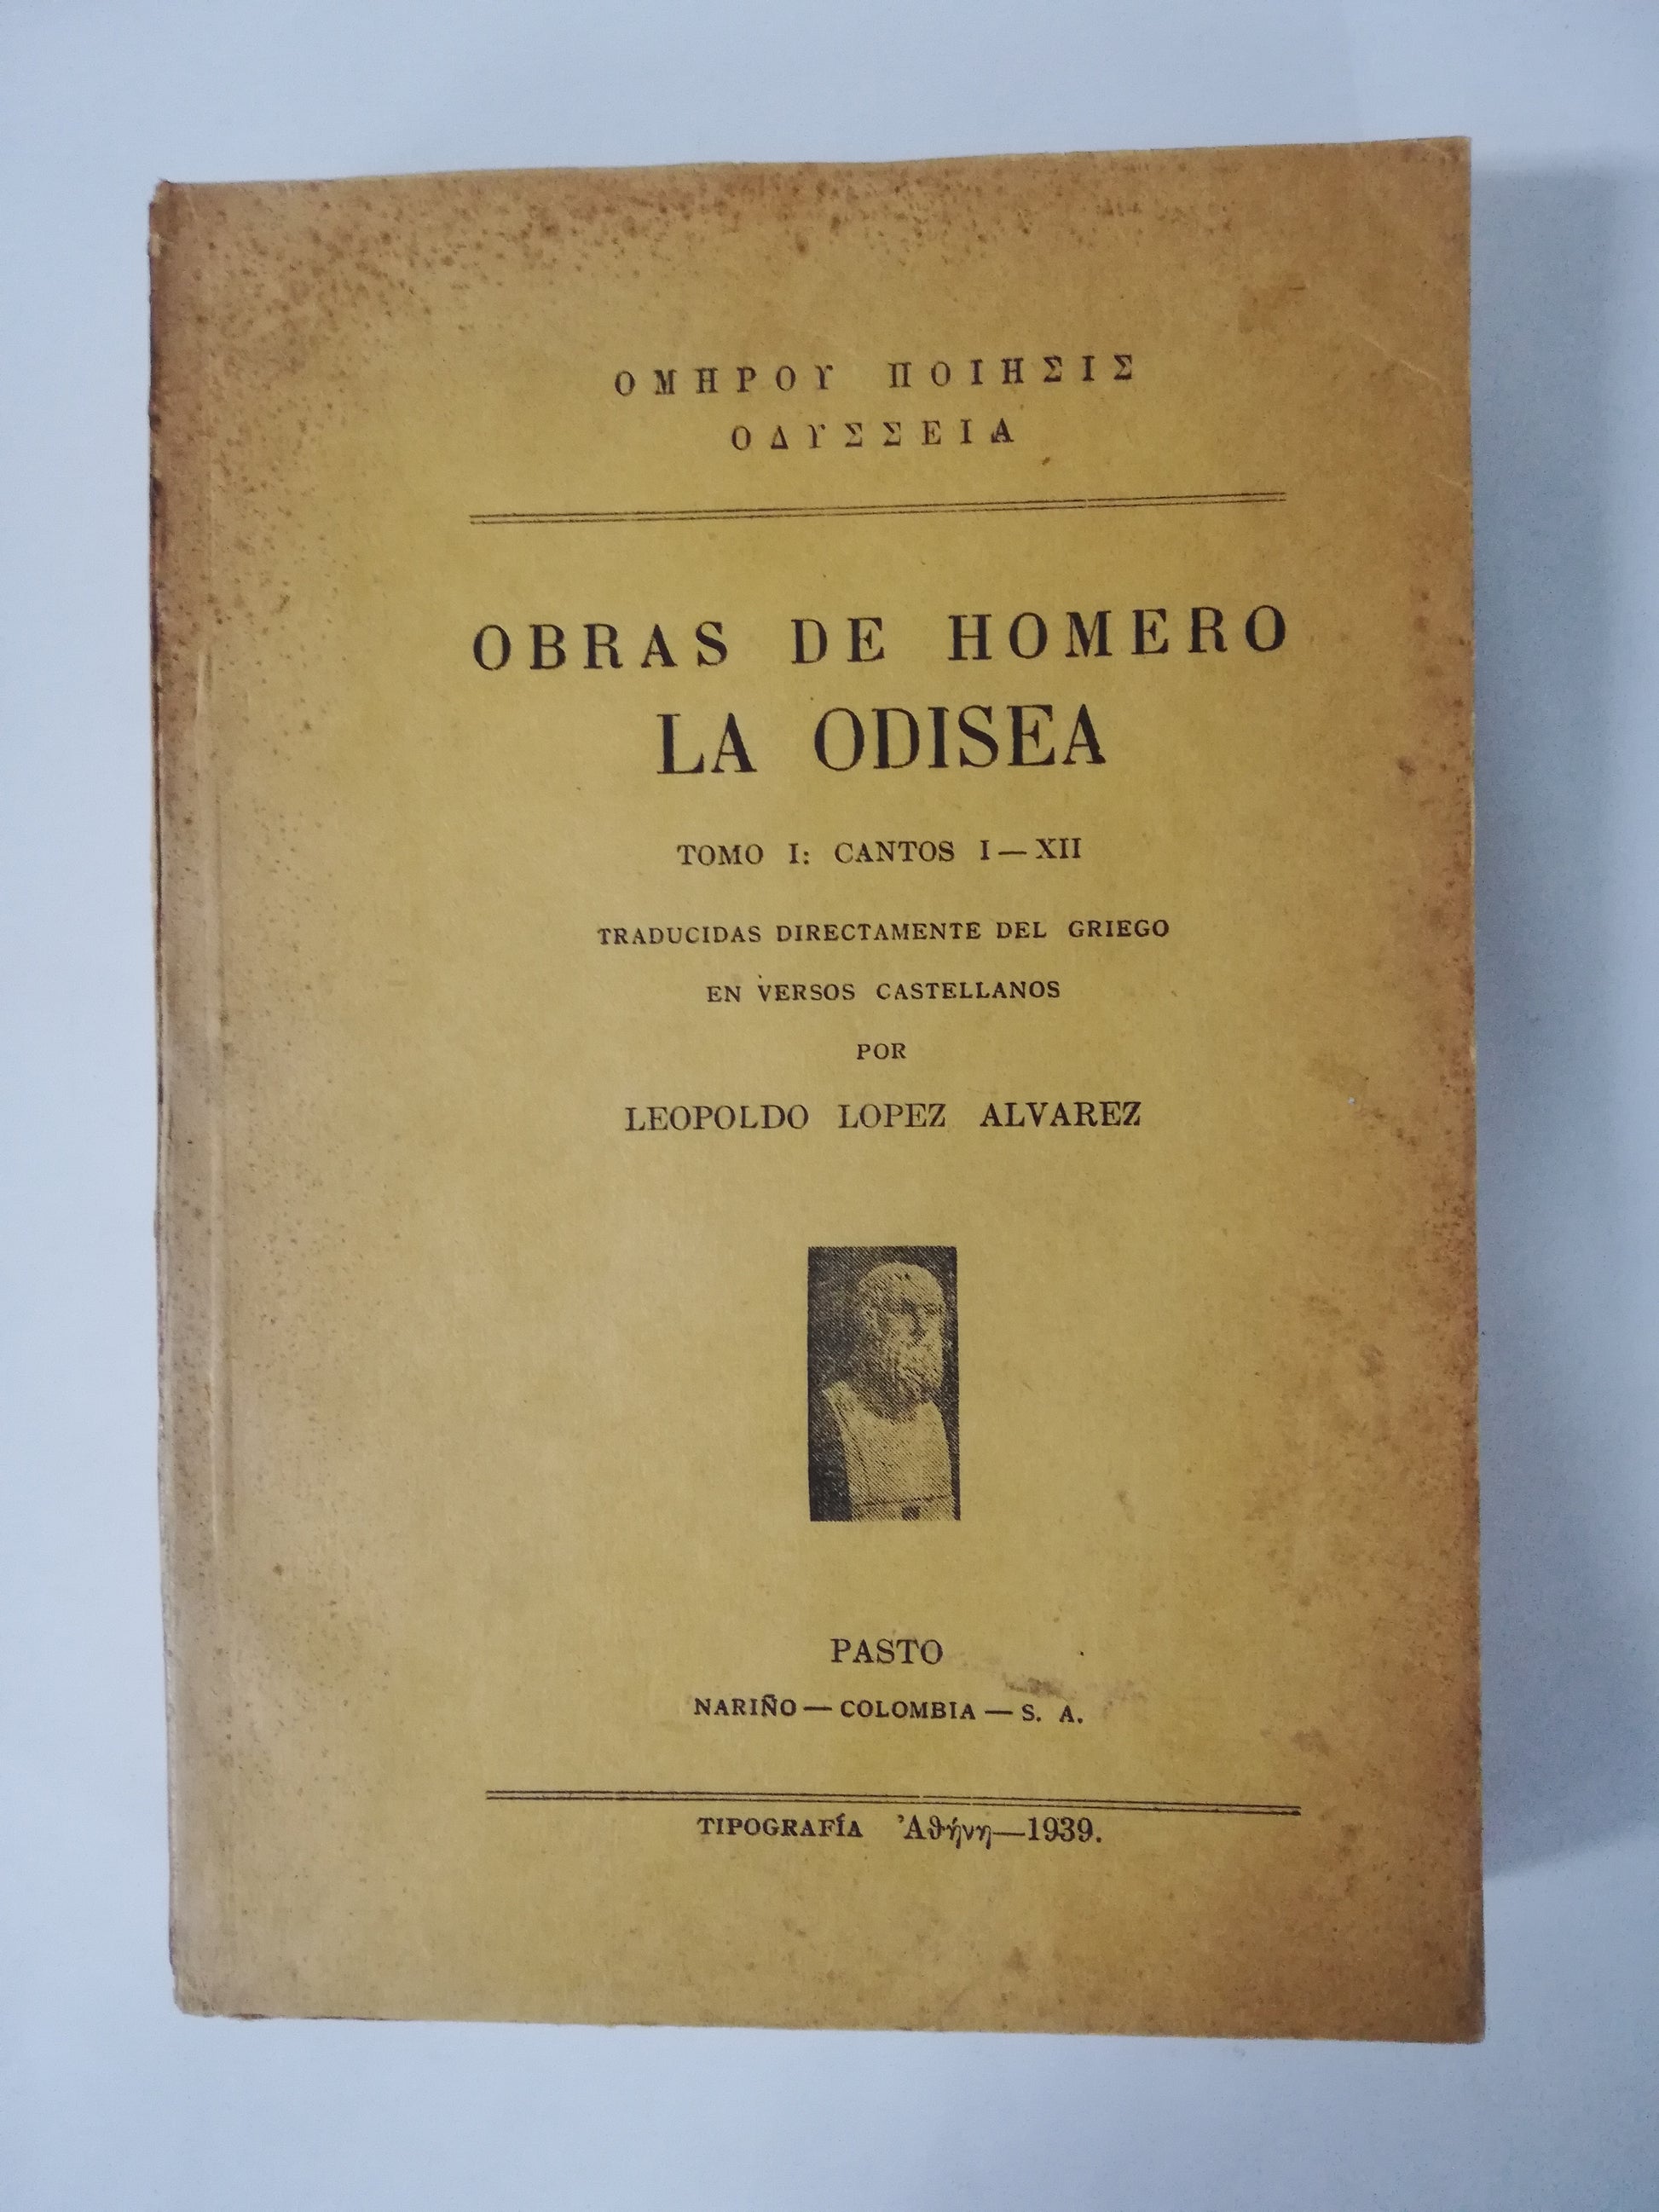 ΟΜΗΡΟΥ ΠΟΙΗΣΙΣ
ΟΔΥΣΣΕΙΑ
OBRAS DE HOMERO
LA ODISEA
TOMO I: CANTOS I — XII
TRADUCIDAS DIRECTAMENTE DEL GRIEGO
EN VERSOS CASTELLANOS
POR
LEOPOLDO LOPEZ ALVAREZ
PASTO
NARIÑO — COLOMBIA — S. A.
TIPOGRAFÍA Ἀθήνη—1939.